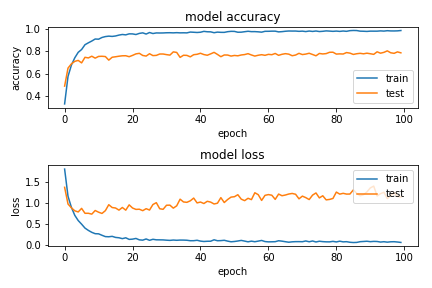 model accuracy
1.0
0.8
0.6
0.4
accuracy
train
test
0 20 40 60 80 100
epoch
model loss
1.5
1.0
0.5
0.0
loss
train
test
0 20 40 60 80 100
epoch